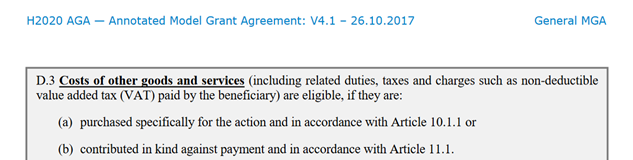 H2020 AGA — Annotated Model Grant Agreement: V4.1 – 26.10.2017 General MGA
D.3 Costs of other goods and services (including related duties, taxes and charges such as non-deductible
value added tax (VAT) paid by the beneficiary) are eligible, if they are:
(a) purchased specifically for the action and in accordance with Article 10.1.1 or
(b) contributed in kind against payment and in accordance with Article 11.1.